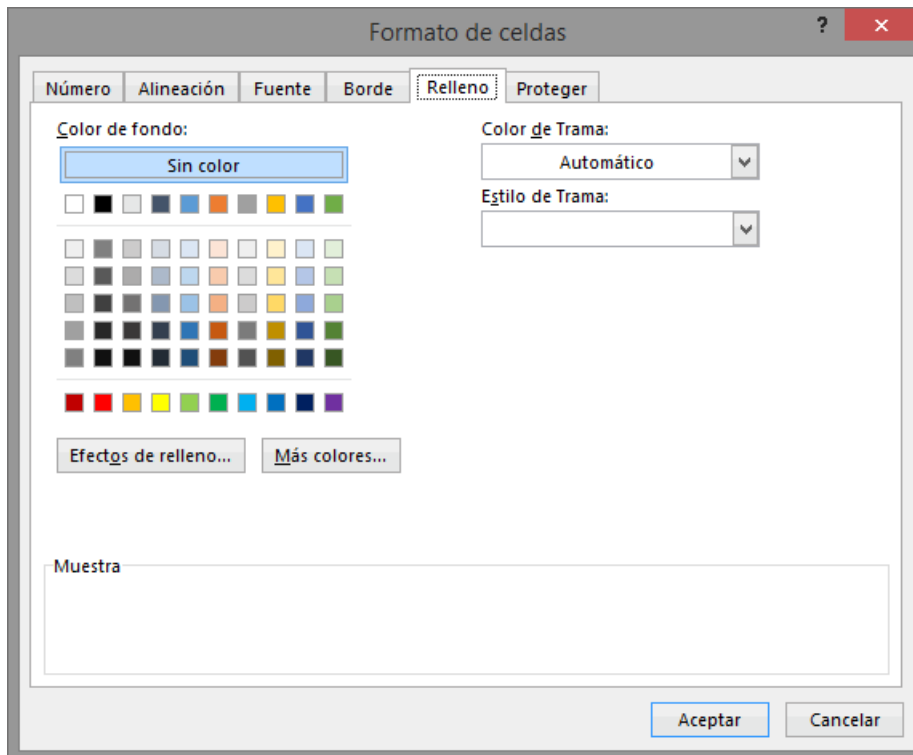 Formato de celdas
?
Número Alineación Fuente Borde Relleno Proteger
Color de fondo:
Sin color
Color de Trama:
Automático
Estilo de Trama:
Efectos de relleno... Más colores...
Muestra
Aceptar Cancelar